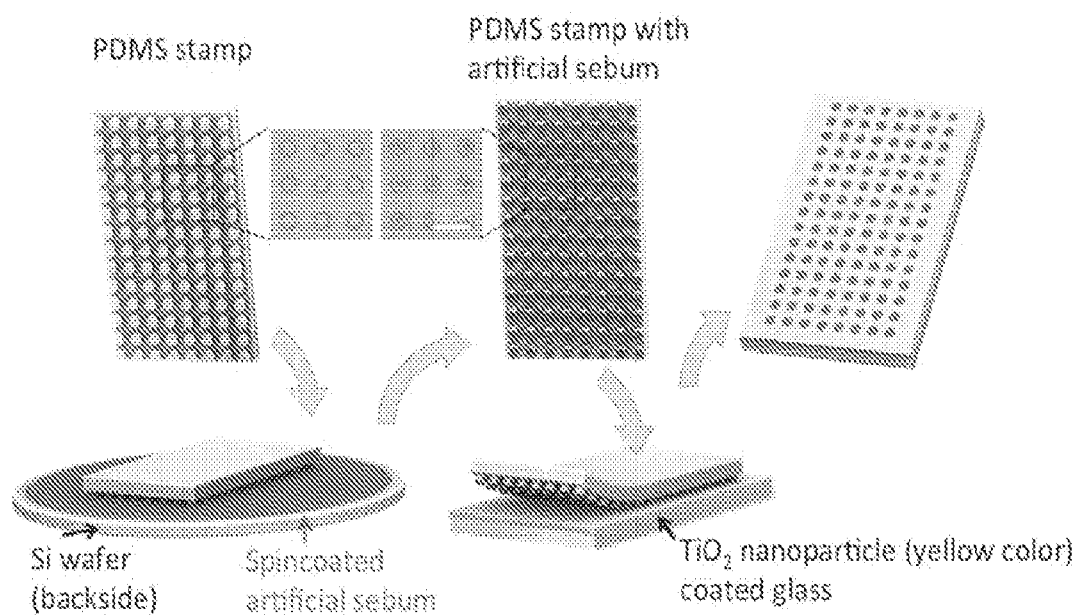 PDMS stamp
PDMS stamp with
artificial sebum
Si wafer
(backside)
Spincoated
artificial sebum
TiO₂ nanoparticle (yellow color)
coated glass